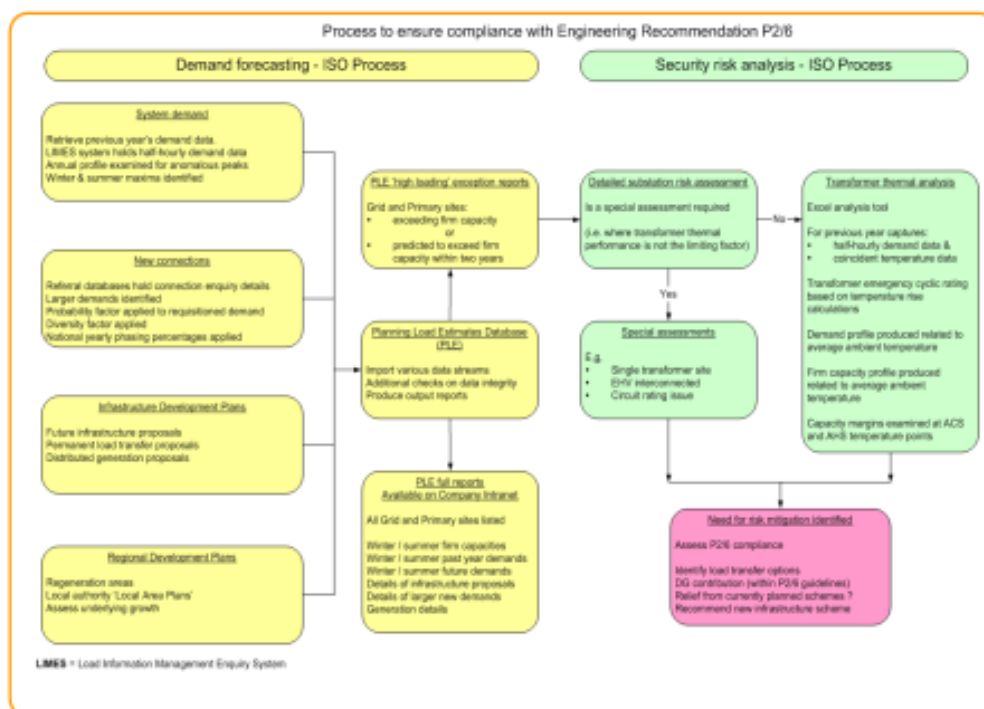 Process to ensure compliance with Engineering Recommendation P2/6
Demand forecasting - ISO Process
Security risk analysis - ISO Process
System demand
Retrieve previous year's demand data.
LIMES system holds half-hourly demand data
Annual profile examined for anomalous peaks
Winter & summer maxima identified
New connections
Referral databases hold connection enquiry details
Larger demands identified
Probability factor applied to requisitioned demand
Diversity factor applied
Notional yearly phasing percentages applied
Infrastructure Development Plans
Future infrastructure proposals
Permanent load transfer proposals
Distributed generation proposals
Regional Development Plans
Regeneration areas
Local authority 'Local Area Plans'
Assess underlying growth
PLE 'high loading' exception reports
Grid and Primary sites:
• exceeding firm capacity
or
• predicted to exceed firm
capacity within two years
Planning Load Estimates Database
(PLE)
Import various data streams
Additional checks on data integrity
Produce output reports
PLE full reports
Available on Company Intranet
All Grid and Primary sites listed
Winter / summer firm capacities
Winter / summer past year demands
Winter / summer future demands
Details of infrastructure proposals
Details of larger new demands
Generation details
Detailed substation risk assessment
Is a special assessment required
(i.e. where transformer thermal
performance is not the limiting factor)
No
Yes
Special assessments
E.g.
• Single transformer site
• EHV interconnected
• Circuit rating issue
Transformer thermal analysis
Excel analysis tool
For previous year captures:
• half-hourly demand data &
• coincident temperature data
Transformer emergency cyclic rating
based on temperature rise
calculations
Demand profile produced related to
average ambient temperature
Firm capacity profile produced
related to average ambient
temperature
Capacity margins examined at ACS
and AHS temperature points
Need for risk mitigation identified
Assess P2/6 compliance
Identify load transfer options
DG contribution (within P2/6 guidelines)
Relief from currently planned schemes ?
Recommend new infrastructure scheme
LIMES = Load Information Management Enquiry System